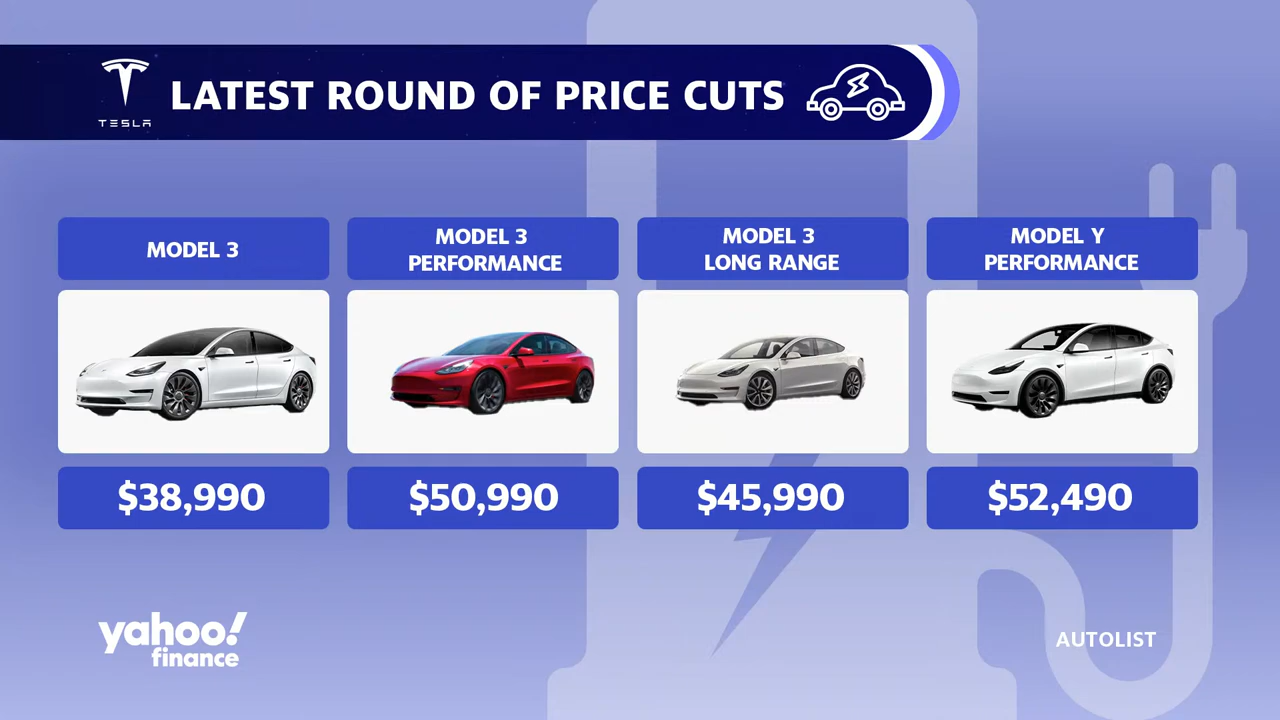 TESLA
LATEST ROUND OF PRICE CUTS
MODEL 3
MODEL 3
PERFORMANCE
MODEL 3
LONG RANGE
MODEL Y
PERFORMANCE
$38,990
$50,990
$45,990
$52,490
yahoo!
finance
AUTOLIST